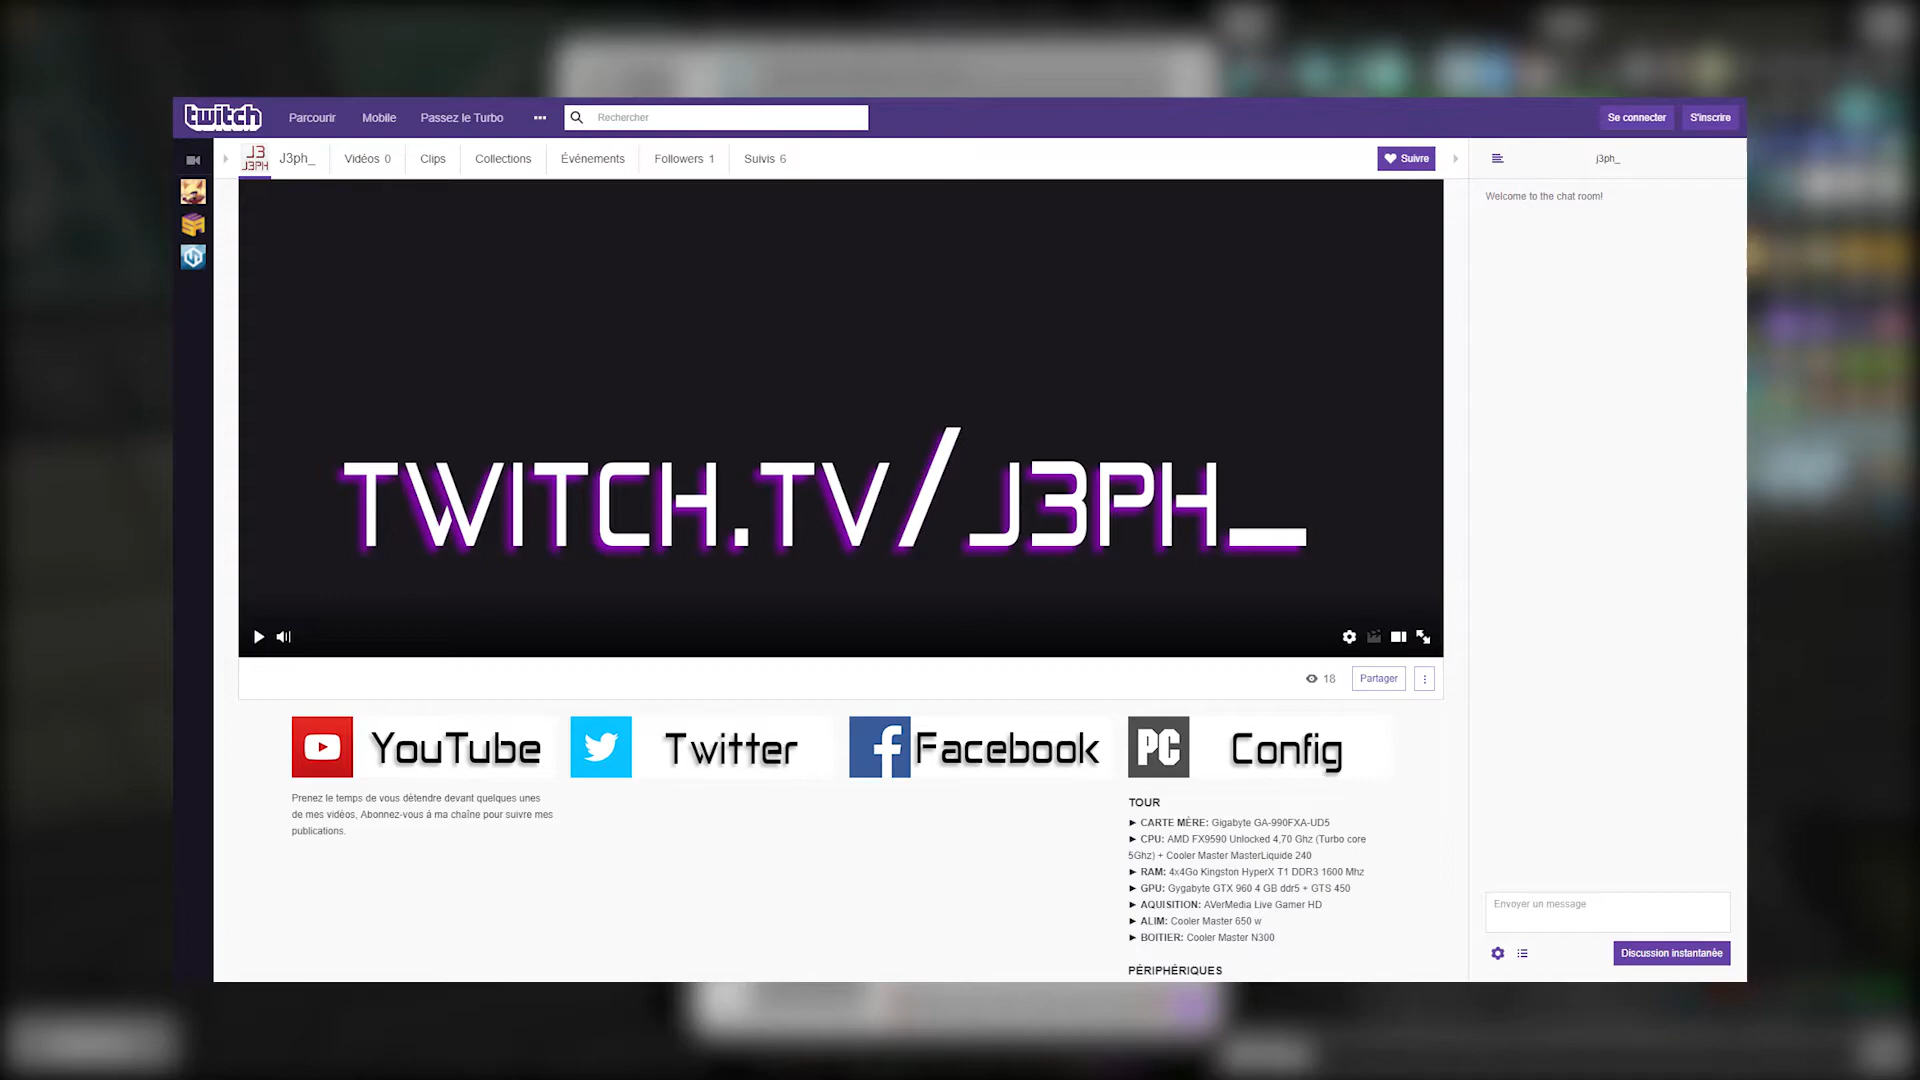 twitch Parcourir Mobile Passez le Turbo ••• Rechercher Se connecter S'inscrire
J3 J3PH J3ph_ Vidéos 0 Clips Collections Événements Followers 1 Suivis 6 Suivre j3ph_
Welcome to the chat room!
TWITCH.TV/J3PH_
18 Partager
YouTube Twitter Facebook PC Config
Prenez le temps de vous dètendre devant quelques unes
de mes vidéos, Abonnez-vous á ma chaîne pour suivre mes
publications.
TOUR
► CARTE MÈRE: Gigabyte GA-990FXA-UD5
► CPU: AMD FX9590 Unlocked 4,70 Ghz (Turbo core
5Ghz) + Cooler Master MasterLiquide 240
► RAM: 4x4Go Kingston HyperX T1 DDR3 1600 Mhz
► GPU: Gygabyte GTX 960 4 GB ddr5 + GTS 450
► AQUISITION: AVerMedia Live Gamer HD
► ALIM: Cooler Master 650 w
► BOITIER: Cooler Master N300
PÉRIPHÉRIQUES
Envoyer un message
Discussion instantanée